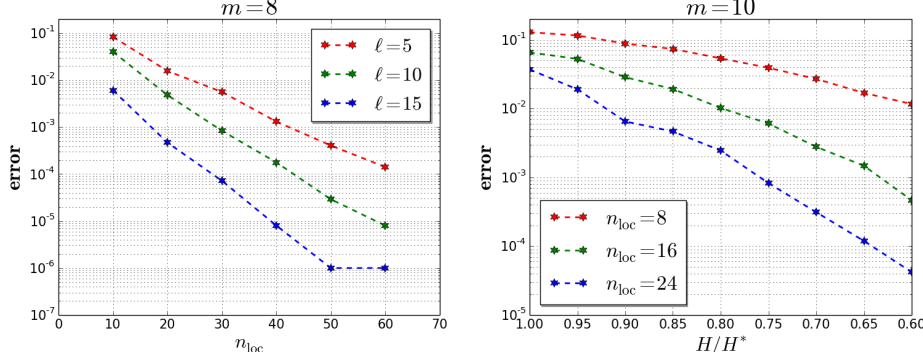 m=8
error
10^-1
10^-2
10^-3
10^-4
10^-5
10^-6
10^-7
0 10 20 30 40 50 60 70
n_loc
ℓ=5
ℓ=10
ℓ=15
m=10
error
10^-1
10^-2
10^-3
10^-4
10^-5
1.00 0.95 0.90 0.85 0.80 0.75 0.70 0.65 0.60
H/H*
n_loc=8
n_loc=16
n_loc=24